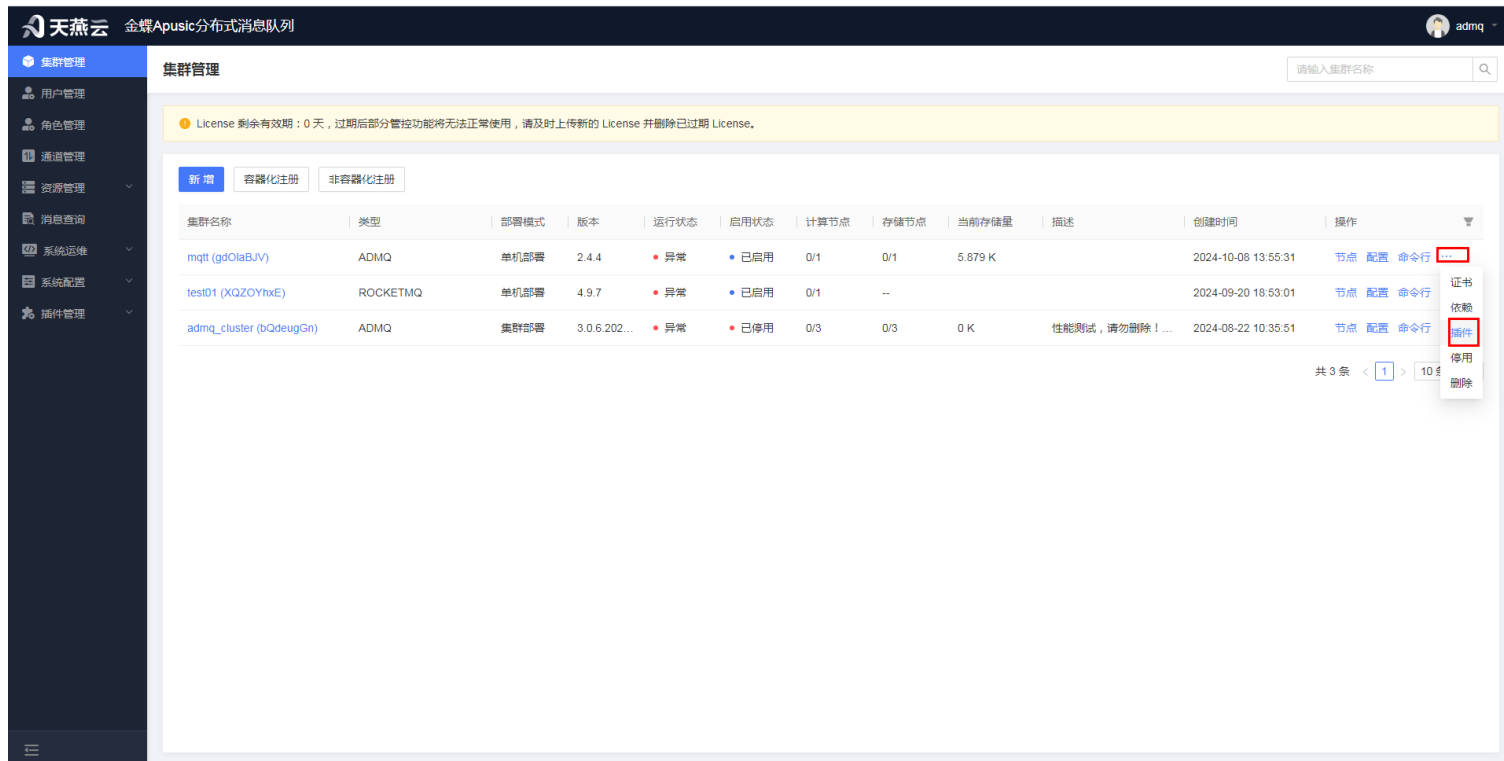 天燕云 金蝶Apusic分布式消息队列 admq
集群管理
用户管理
角色管理
通道管理
资源管理
消息查询
系统运维
系统配置
插件管理
集群管理 请输入集群名称
License 剩余有效期：0 天，过期后部分管控功能将无法正常使用，请及时上传新的 License 并删除已过期 License。
新 增 容器化注册 非容器化注册
集群名称 类型 部署模式 版本 运行状态 启用状态 计算节点 存储节点 当前存储量 描述 创建时间 操作
mqtt (gdOlaBJV) ADMQ 单机部署 2.4.4 异常 已启用 0/1 0/1 5.879 K 2024-10-08 13:55:31 节点 配置 命令行 ...
test01 (XQZOYhxE) ROCKETMQ 单机部署 4.9.7 异常 已启用 0/1 -- 2024-09-20 18:53:01 节点 配置 命令行
admq_cluster (bQdeugGn) ADMQ 集群部署 3.0.6.202... 异常 已停用 0/3 0/3 0 K 性能测试，请勿删除！... 2024-08-22 10:35:51 节点 配置 命令行
证书
依赖
插件
停用
删除
共 3 条 < 1 > 10